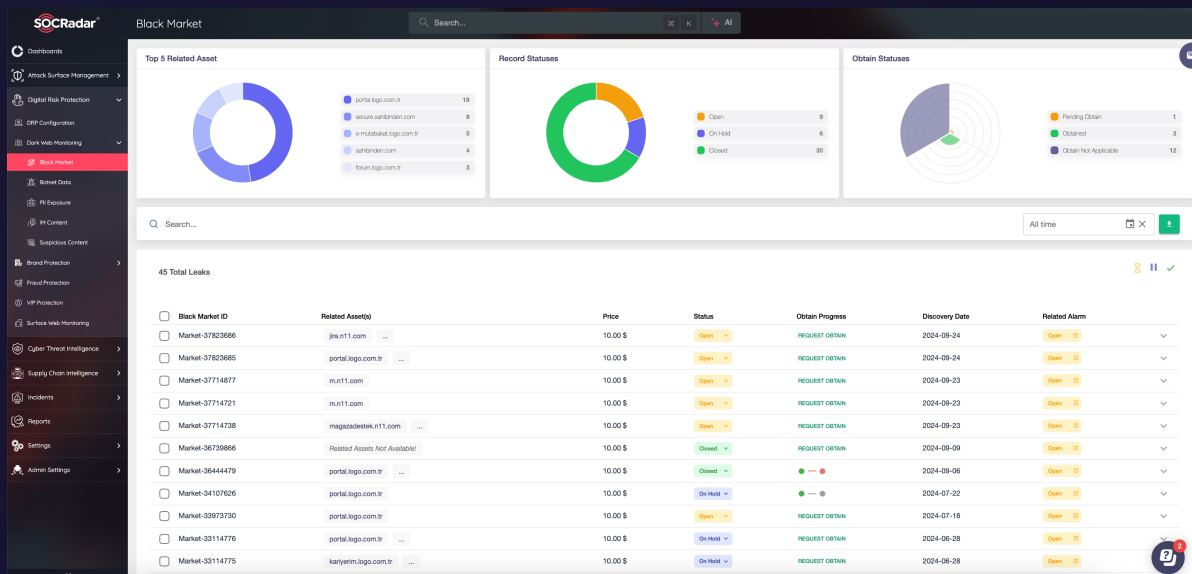 SOCRadar®
Black Market
Search...
⌘ K
AI
Dashboards
Attack Surface Management
Digital Risk Protection
DRP Configuration
Dark Web Monitoring
Black Market
Botnet Data
PII Exposure
IM Content
Suspicious Content
Brand Protection
Fraud Protection
VIP Protection
Surface Web Monitoring
Cyber Threat Intelligence
Supply Chain Intelligence
Incidents
Reports
Settings
Admin Settings
Top 5 Related Asset
portal.logo.com.tr 18
secure.sahibinden.com 8
e-mutabakat.logo.com.tr 5
sahibinden.com 4
forum.logo.com.tr 3
Record Statuses
Open 9
On Hold 6
Closed 30
Obtain Statuses
Pending Obtain 1
Obtained 3
Obtain Not Applicable 12
Search...
All time
45 Total Leaks
Black Market ID Related Asset(s) Price Status Obtain Progress Discovery Date Related Alarm
Market-37823686 jira.n11.com ... 10.00 $ Open REQUEST OBTAIN 2024-09-24 Open
Market-37823685 portal.logo.com.tr ... 10.00 $ Open REQUEST OBTAIN 2024-09-24 Open
Market-37714877 m.n11.com 10.00 $ Open REQUEST OBTAIN 2024-09-23 Open
Market-37714721 m.n11.com 10.00 $ Open REQUEST OBTAIN 2024-09-23 Open
Market-37714738 magazadestek.n11.com ... 10.00 $ Open REQUEST OBTAIN 2024-09-23 Open
Market-36739866 Related Assets Not Available! 10.00 $ Closed REQUEST OBTAIN 2024-09-09 Open
Market-36444479 portal.logo.com.tr ... 10.00 $ Closed 2024-09-06 Open
Market-34107626 portal.logo.com.tr 10.00 $ On Hold 2024-07-22 Open
Market-33973730 portal.logo.com.tr 10.00 $ Open REQUEST OBTAIN 2024-07-18 Open
Market-33114776 portal.logo.com.tr ... 10.00 $ On Hold REQUEST OBTAIN 2024-06-28 Open
Market-33114775 kariyerim.logo.com.tr ... 10.00 $ On Hold REQUEST OBTAIN 2024-06-28 Open
2